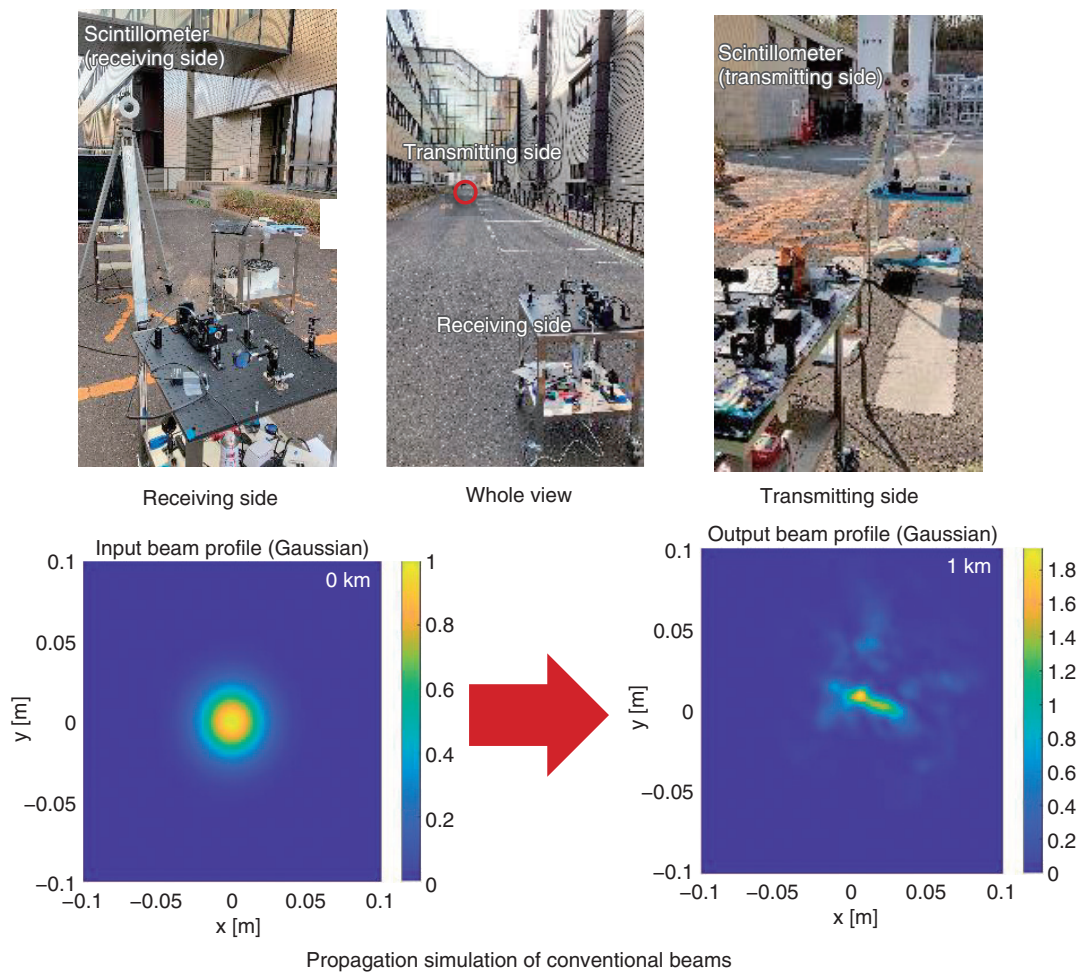 Scintillometer
(receiving side)
Transmitting side
Receiving side
Scintillometer
(transmitting side)
Receiving side
Whole view
Transmitting side
Input beam profile (Gaussian)
0 km
0.1
0.05
0
−0.05
−0.1
y [m]
−0.1
−0.05
0
0.05
0.1
x [m]
1
0.8
0.6
0.4
0.2
0
Output beam profile (Gaussian)
1 km
0.1
0.05
0
−0.05
−0.1
y [m]
−0.1
−0.05
0
0.05
0.1
x [m]
1.8
1.6
1.4
1.2
1
0.8
0.6
0.4
0.2
0
Propagation simulation of conventional beams